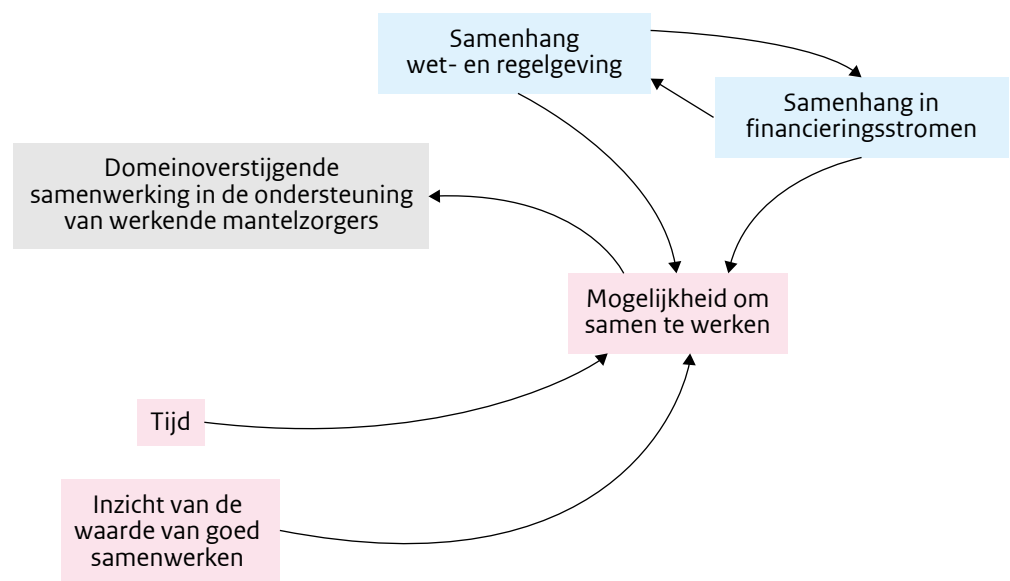 Samenhang
wet- en regelgeving
Samenhang in
financieringsstromen
Domeinoverstijgende
samenwerking in de ondersteuning
van werkende mantelzorgers
Mogelijkheid om
samen te werken
Tijd
Inzicht van de
waarde van goed
samenwerken